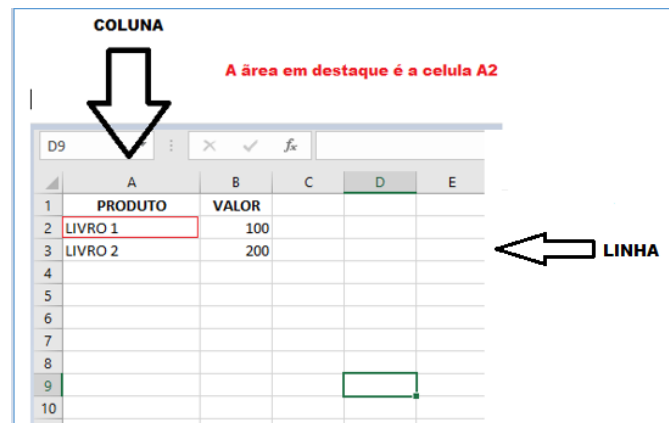 COLUNA
A ãrea em destaque é a celula A2
D9 fx
A B C D E
1 PRODUTO VALOR
2 LIVRO 1 100
3 LIVRO 2 200
LINHA
4
5
6
7
8
9
10